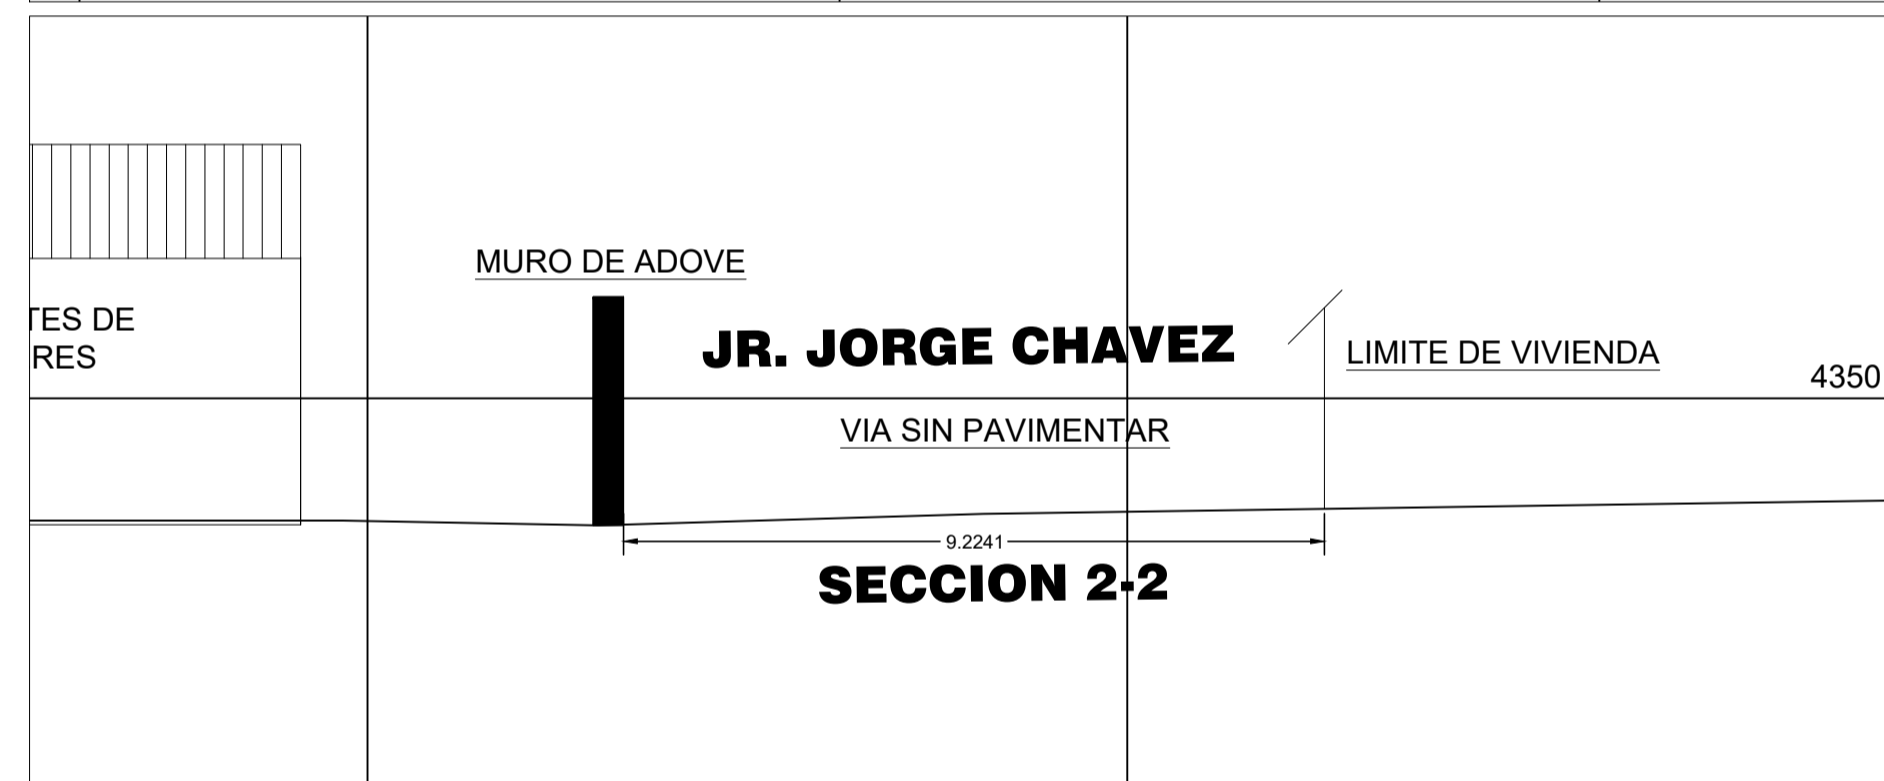 MURO DE ADOVE
TES DE
RES
JR. JORGE CHAVEZ
LIMITE DE VIVIENDA
4350
VIA SIN PAVIMENTAR
9.2241
SECCION 2-2